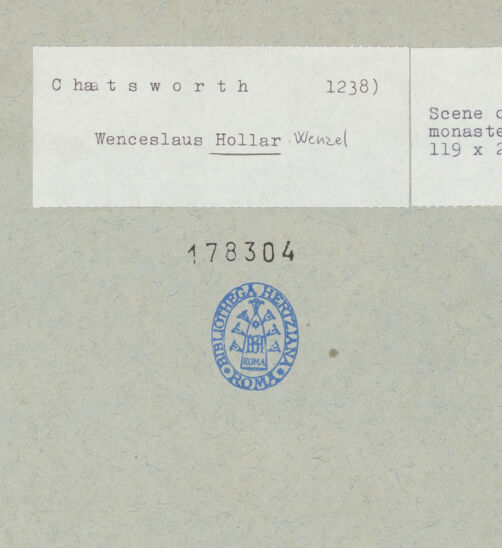 Chatsworth 1238)
Wenceslaus Hollar Wenzel
Scene
monaste
119 x 2
178304
BIBLIOTHECA HERTZIANA
ROMA
ROMA